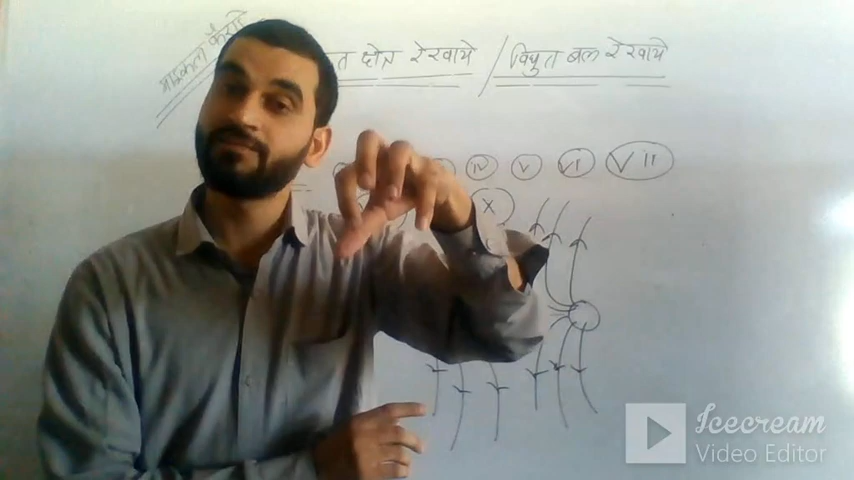 माइकल फैराडे
त क्षेत्र रेखाये / विद्युत बल रेखाये
IV V VI VII
X
Icecream
Video Editor